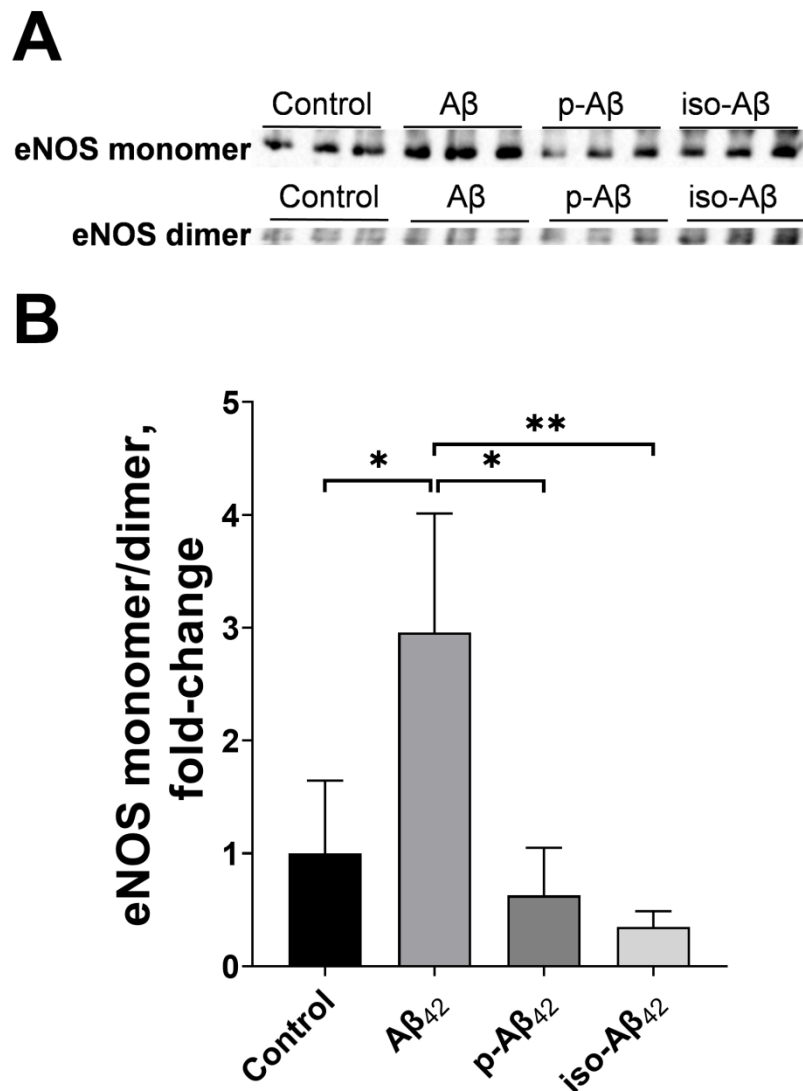 A
Control Aβ p-Aβ iso-Aβ
eNOS monomer
Control Aβ p-Aβ iso-Aβ
eNOS dimer
B
eNOS monomer/dimer,
fold-change
5
4
3
2
1
0
*
*
**
Control
Aβ₄₂
p-Aβ₄₂
iso-Aβ₄₂